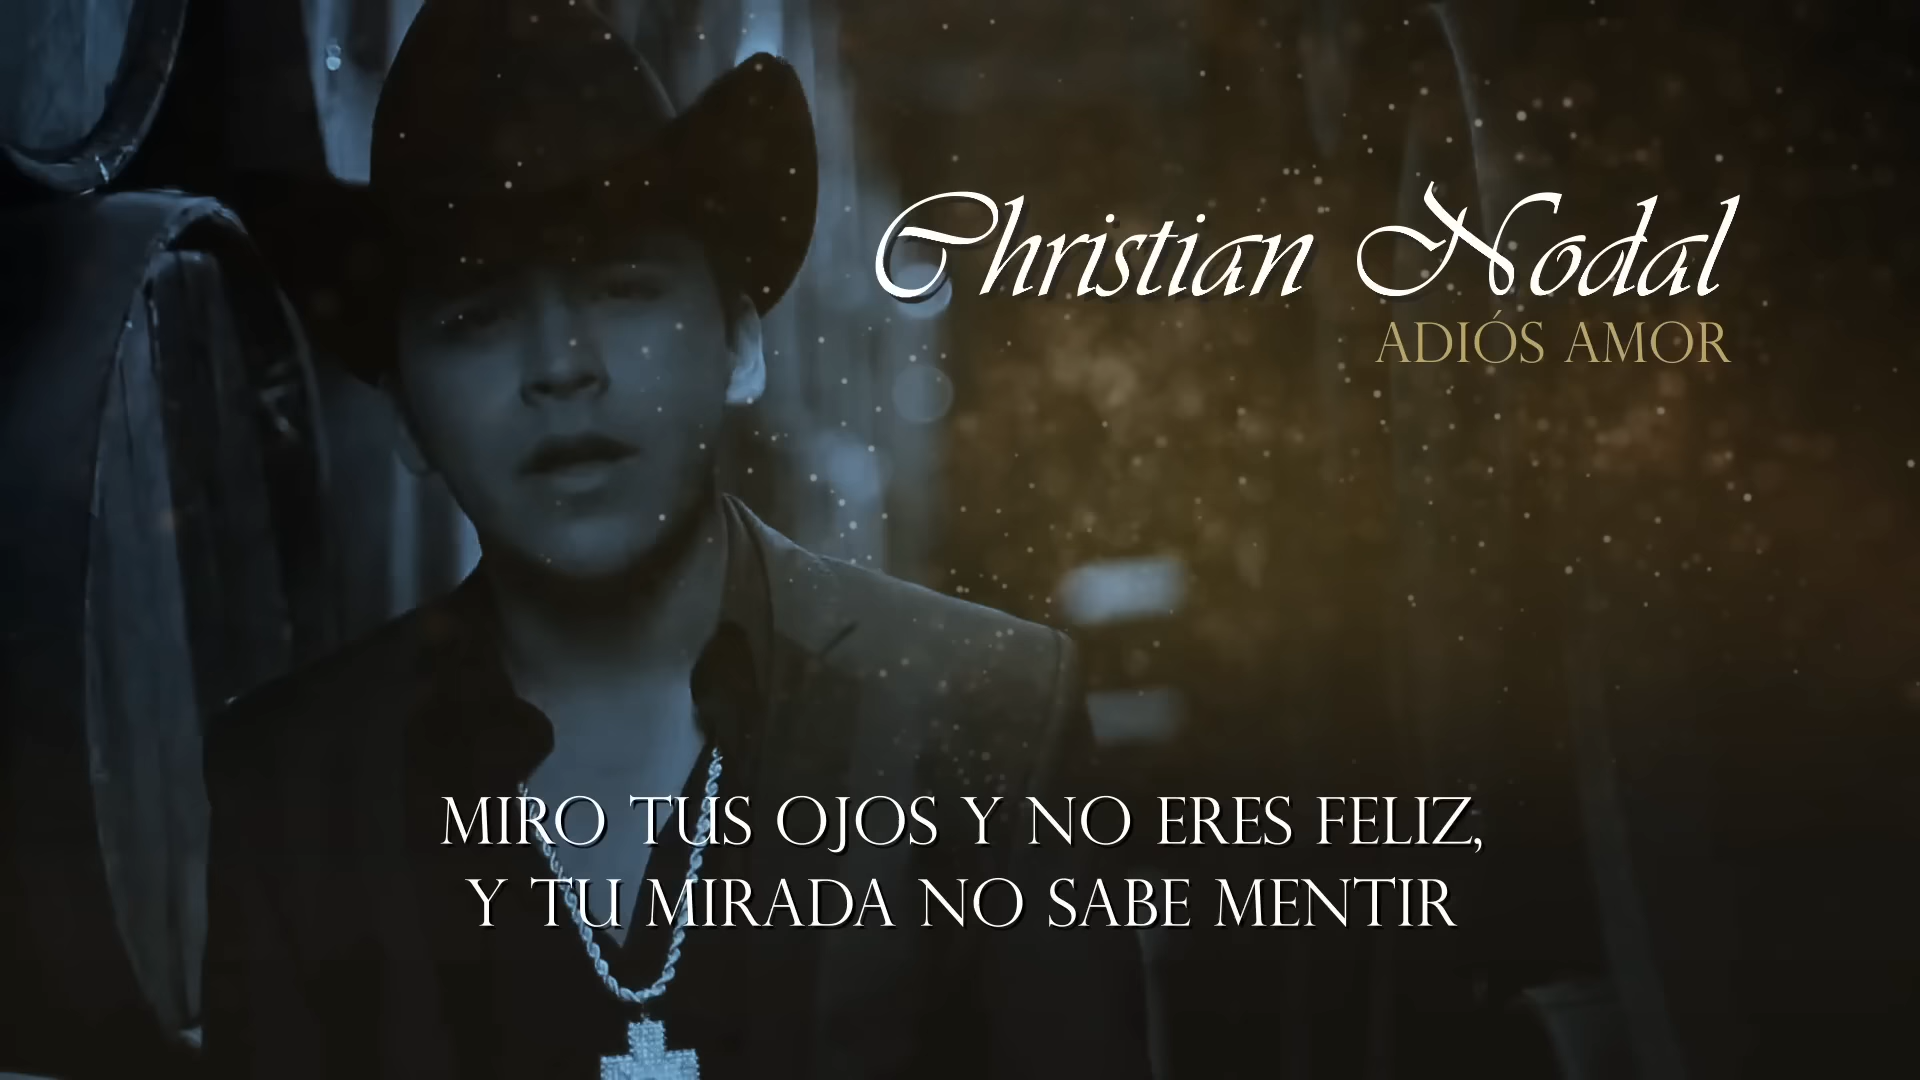 Christian Nodal
ADIÓS AMOR
MIRO TUS OJOS Y NO ERES FELIZ,
Y TU MIRADA NO SABE MENTIR